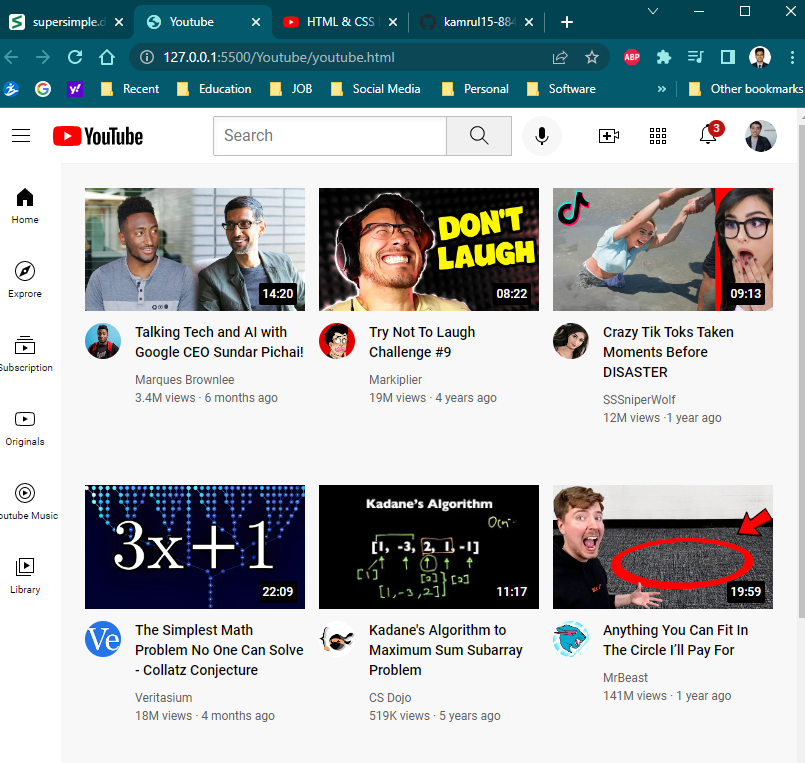 supersimple.d
Youtube
HTML & CSS
kamrul15-884
127.0.0.1:5500/Youtube/youtube.html
ABP
G
y!
Recent
Education
JOB
Social Media
Personal
Software
»
Other bookmarks
YouTube
Search
3
Home
Exprore
Subscription
Originals
outube Music
Library
14:20
Talking Tech and AI with
Google CEO Sundar Pichai!
Marques Brownlee
3.4M views · 6 months ago
DON'T
LAUGH
08:22
Try Not To Laugh
Challenge #9
Markiplier
19M views · 4 years ago
09:13
Crazy Tik Toks Taken
Moments Before
DISASTER
SSSniperWolf
12M views ·1 year ago
3x+1
22:09
Ve
The Simplest Math
Problem No One Can Solve
- Collatz Conjecture
Veritasium
18M views · 4 months ago
Kadane's Algorithm
[1, -3, 2, 1, -1]
[1]
[2]
[2]
[1,-3,2]
11:17
Kadane's Algorithm to
Maximum Sum Subarray
Problem
CS Dojo
519K views · 5 years ago
19:59
Anything You Can Fit In
The Circle I’ll Pay For
MrBeast
141M views · 1 year ago